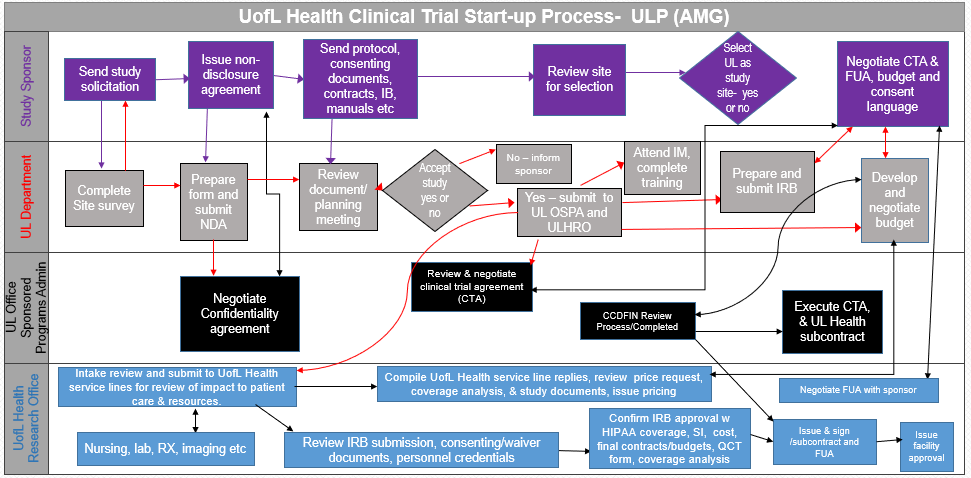 UofL Health Clinical Trial Start-up Process-  ULP (AMG)
Study Sponsor
Send study
solicitation
Issue non-
disclosure
agreement
Send protocol,
consenting
documents,
contracts, IB,
manuals etc
Review site
for selection
Select
UL as
study
site- yes
or no
Negotiate CTA &
FUA, budget and
consent
language
UL Department
Complete
Site survey
Prepare
form and
submit
NDA
Review
document/
planning
meeting
Accept
study
yes or
no
No – inform
sponsor
Yes – submit  to
UL OSPA and
ULHRO
Attend IM,
complete
training
Prepare and
submit IRB
Develop
and
negotiate
budget
UL Office
Sponsored
Programs Admin
Negotiate
Confidentiality
agreement
Review & negotiate
clinical trial agreement
(CTA)
CCDFIN Review
Process/Completed
Execute CTA,
& UL Health
subcontract
UofL Health
Research Office
Intake review and submit to UofL Health
service lines for review of impact to patient
care & resources.
Compile UofL Health service line replies, review  price request,
coverage analysis, & study documents, issue pricing
Negotiate FUA with sponsor
Nursing, lab, RX, imaging etc
Review IRB submission, consenting/waiver
documents, personnel credentials
Confirm IRB approval w
HIPAA coverage, SI,  cost,
final contracts/budgets, QCT
form, coverage analysis
Issue & sign
/subcontract and
FUA
Issue
facility
approval